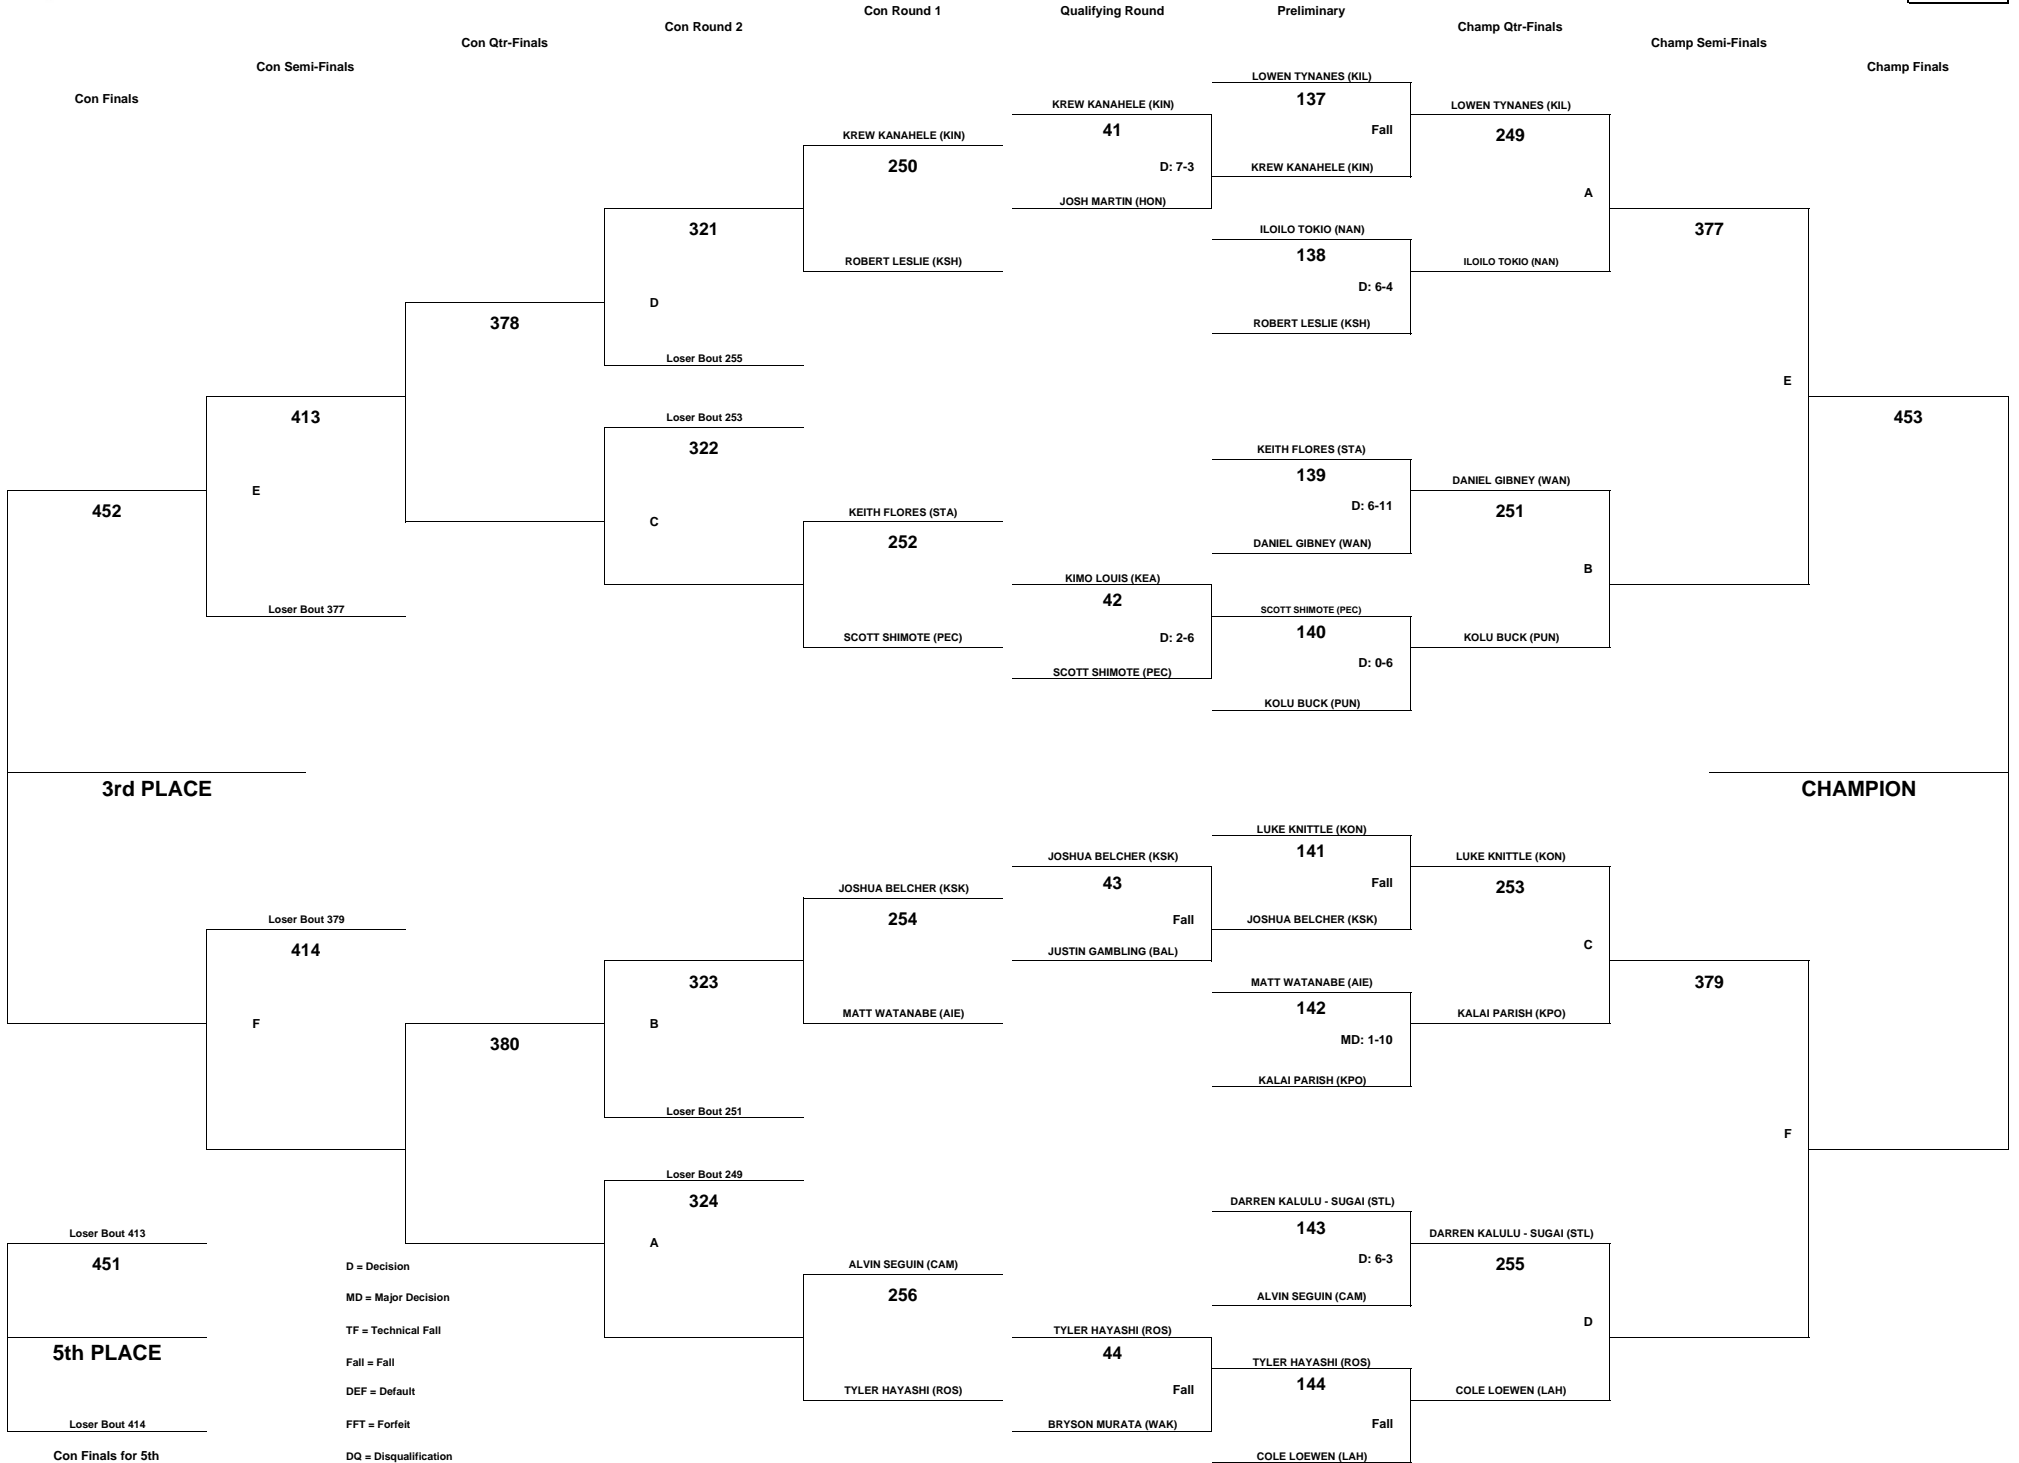 Con Round 1
Qualifying Round
Preliminary
Con Round 2
Champ Qtr-Finals
Con Qtr-Finals
Champ Semi-Finals
Con Semi-Finals
Champ Finals
Con Finals
LOWEN TYNANES (KIL)
137
Fall
KREW KANAHELE (KIN)
KREW KANAHELE (KIN)
41
D: 7-3
JOSH MARTIN (HON)
LOWEN TYNANES (KIL)
249
A
ILOILO TOKIO (NAN)
KREW KANAHELE (KIN)
250
ROBERT LESLIE (KSH)
ILOILO TOKIO (NAN)
138
D: 6-4
ROBERT LESLIE (KSH)
321
D
Loser Bout 255
377
E
378
Loser Bout 253
322
C
413
E
Loser Bout 377
453
452
KEITH FLORES (STA)
139
D: 6-11
DANIEL GIBNEY (WAN)
DANIEL GIBNEY (WAN)
251
B
KOLU BUCK (PUN)
KEITH FLORES (STA)
252
SCOTT SHIMOTE (PEC)
KIMO LOUIS (KEA)
42
D: 2-6
SCOTT SHIMOTE (PEC)
SCOTT SHIMOTE (PEC)
140
D: 0-6
KOLU BUCK (PUN)
3rd PLACE
CHAMPION
LUKE KNITTLE (KON)
141
Fall
JOSHUA BELCHER (KSK)
JOSHUA BELCHER (KSK)
43
Fall
JUSTIN GAMBLING (BAL)
LUKE KNITTLE (KON)
253
C
KALAI PARISH (KPO)
JOSHUA BELCHER (KSK)
254
MATT WATANABE (AIE)
MATT WATANABE (AIE)
142
MD: 1-10
KALAI PARISH (KPO)
Loser Bout 379
414
F
323
B
Loser Bout 251
379
F
380
Loser Bout 249
324
A
DARREN KALULU - SUGAI (STL)
143
D: 6-3
ALVIN SEGUIN (CAM)
DARREN KALULU - SUGAI (STL)
255
D
COLE LOEWEN (LAH)
ALVIN SEGUIN (CAM)
256
TYLER HAYASHI (ROS)
TYLER HAYASHI (ROS)
44
Fall
BRYSON MURATA (WAK)
TYLER HAYASHI (ROS)
144
Fall
COLE LOEWEN (LAH)
Loser Bout 413
451
5th PLACE
Loser Bout 414
Con Finals for 5th
D = Decision
MD = Major Decision
TF = Technical Fall
Fall = Fall
DEF = Default
FFT = Forfeit
DQ = Disqualification